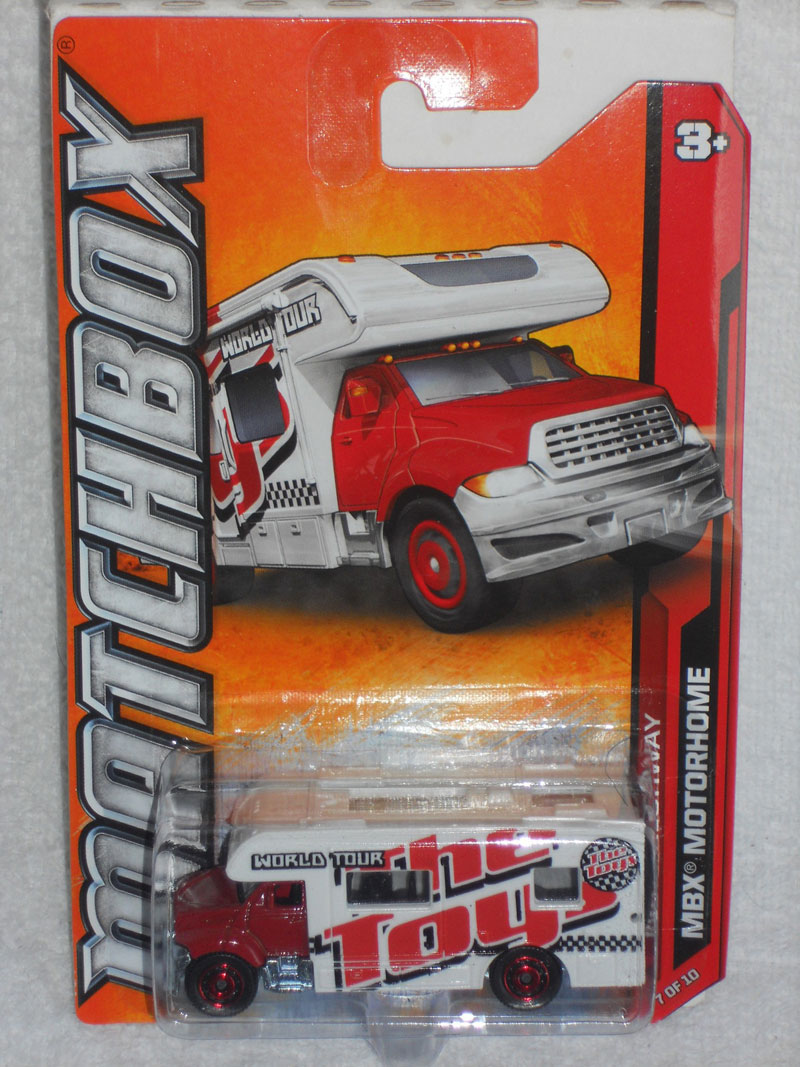 MATCHBOX
®
3+
WORLD TOUR
MBX® MOTORHOME
7 OF 10
WORLD TOUR
The
Toys
The
Toys